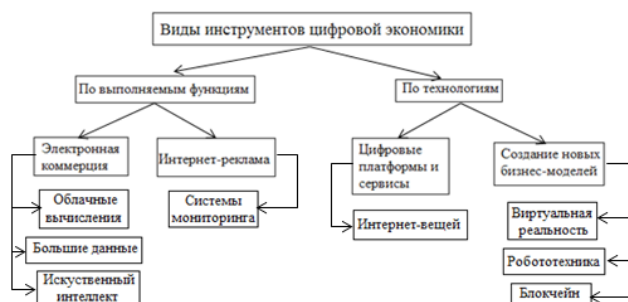 Виды инструментов цифровой экономики
По выполняемым функциям
По технологиям
Электронная
коммерция
Интернет-реклама
Цифровые
платформы и
сервисы
Создание новых
бизнес-моделей
Облачные
вычисления
Системы
мониторинга
Интернет-вещей
Виртуальная
реальность
Большие данные
Робототехника
Искуственный
интеллект
Блокчейн